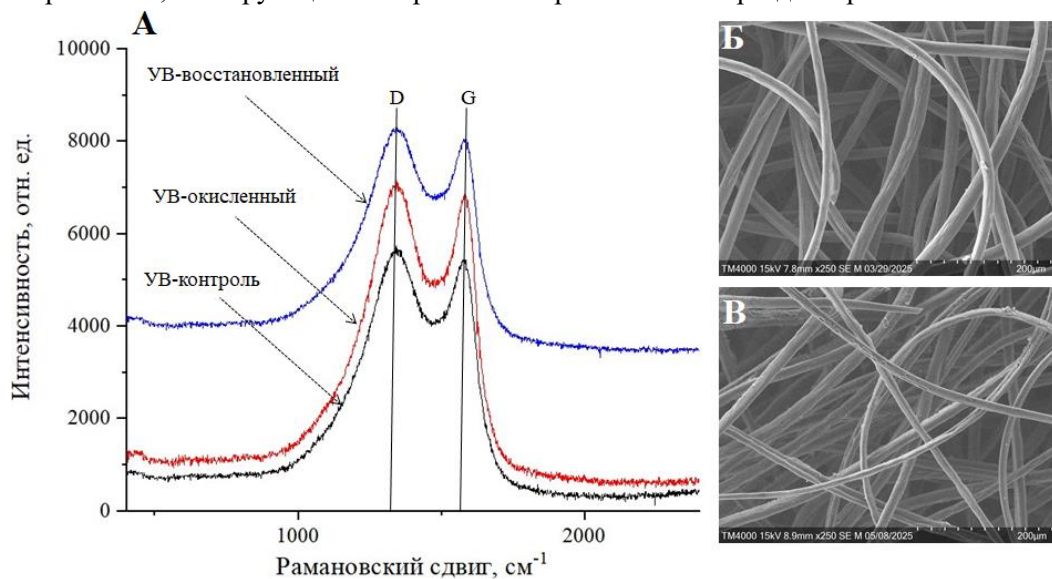 А
10000
8000
6000
4000
2000
0
Интенсивность, отн. ед.
УВ-восстановленный
УВ-окисленный
УВ-контроль
D
G
1000
2000
Рамановский сдвиг, см-1
Б
TM4000 15kV 7.8mm x250 SE M 03/29/2025
200µm
В
TM4000 15kV 8.9mm x250 SE M 05/08/2025
200µm